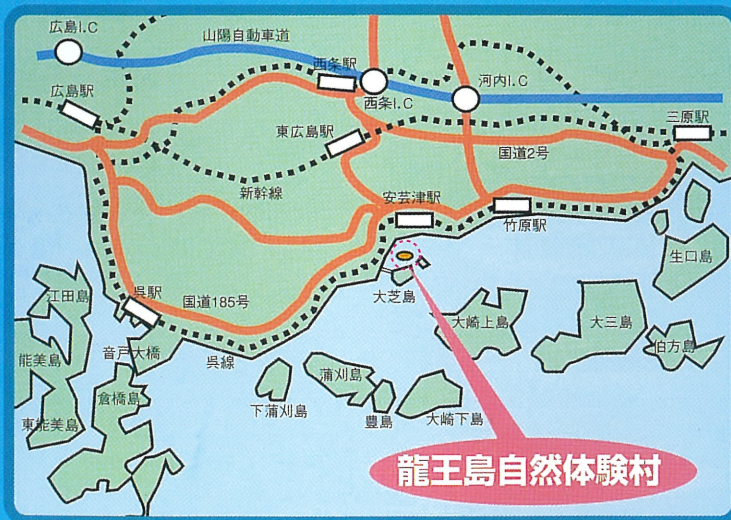 広島I.C
山陽自動車道
西条駅
河内I.C
広島駅
西条I.C
三原駅
東広島駅
国道2号
新幹線
安芸津駅
竹原駅
生口島
江田島
呉駅
国道185号
大芝島
大崎上島
大三島
能美島
音戸大橋
呉線
伯方島
倉橋島
蒲刈島
東能美島
下蒲刈島
豊島
大崎下島
龍王島自然体験村